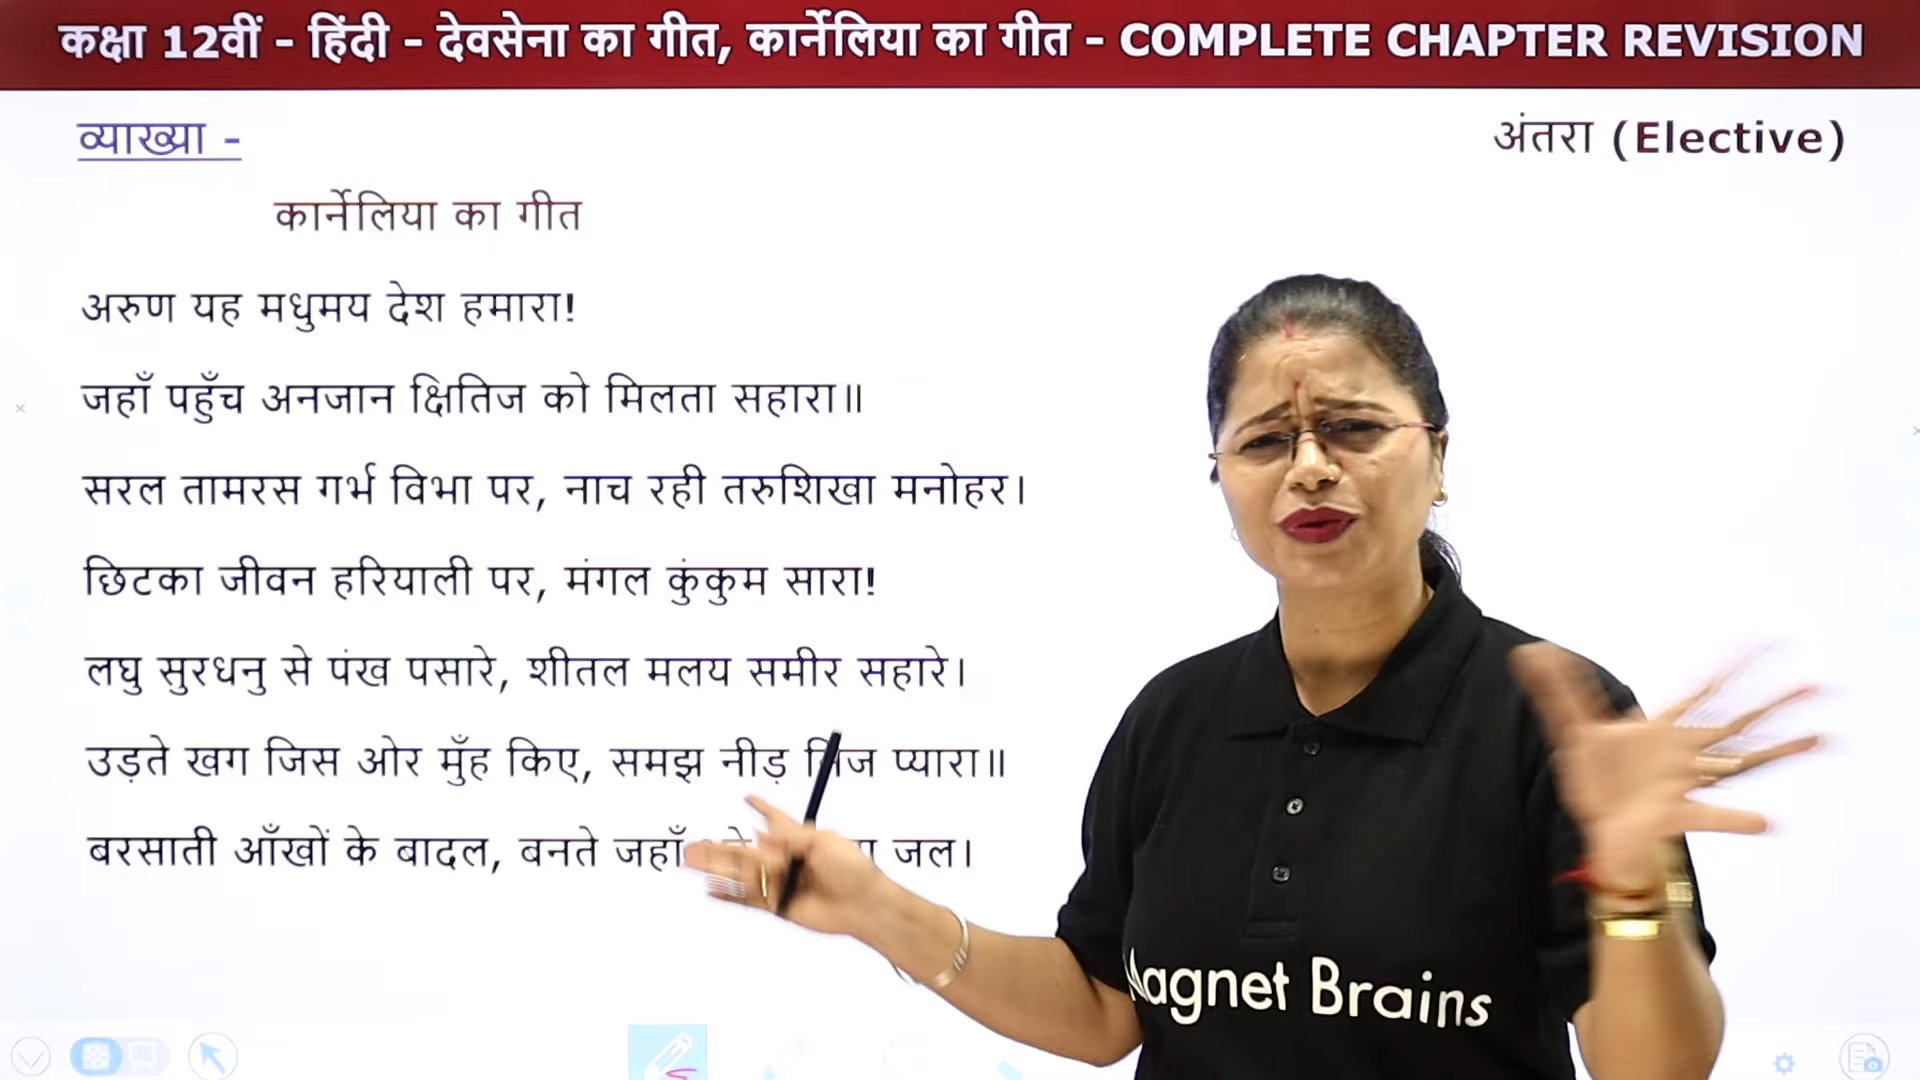 कक्षा 12वीं - हिंदी - देवसेना का गीत, कार्नेलिया का गीत - COMPLETE CHAPTER REVISION
व्याख्या -
अंतरा (Elective)
कार्नेलिया का गीत
अरुण यह मधुमय देश हमारा!
जहाँ पहुँच अनजान क्षितिज को मिलता सहारा॥
सरल तामरस गर्भ विभा पर, नाच रही तरुशिखा मनोहर।
छिटका जीवन हरियाली पर, मंगल कुंकुम सारा!
लघु सुरधनु से पंख पसारे, शीतल मलय समीर सहारे।
उड़ते खग जिस ओर मुँह किए, समझ नीड़ निज प्यारा॥
बरसाती आँखों के बादल, बनते जहाँ जल।
Magnet Brains